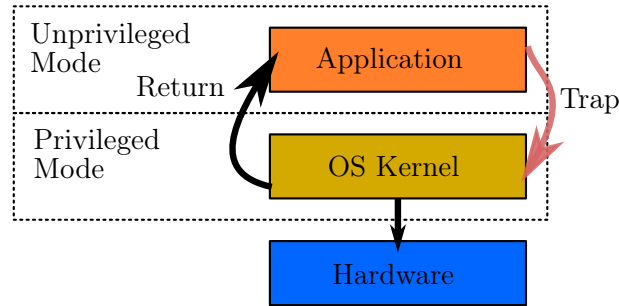 Unprivileged
Mode
Application
Return
Trap
Privileged
Mode
OS Kernel
Hardware